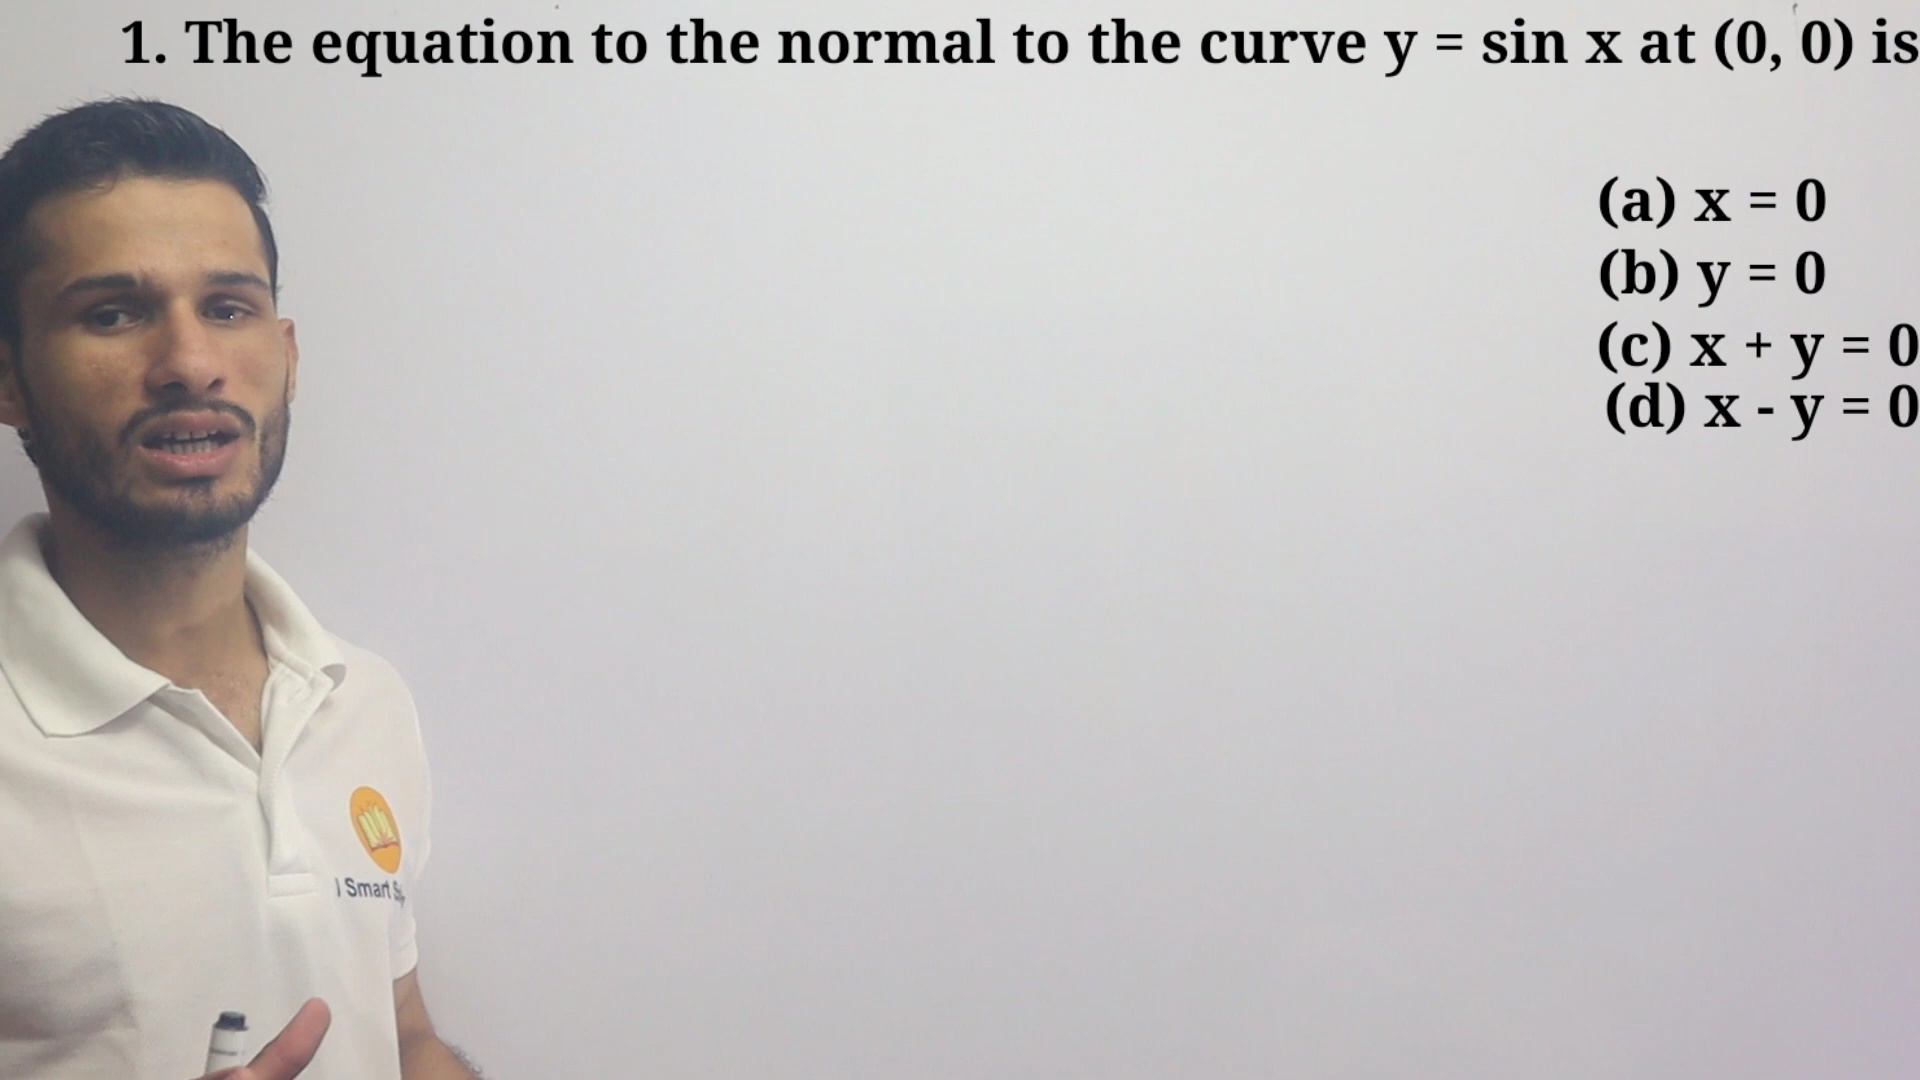 1. The equation to the normal to the curve y = sin x at (0, 0) is
(a) x = 0
(b) y = 0
(c) x + y = 0
(d) x - y = 0
Smart